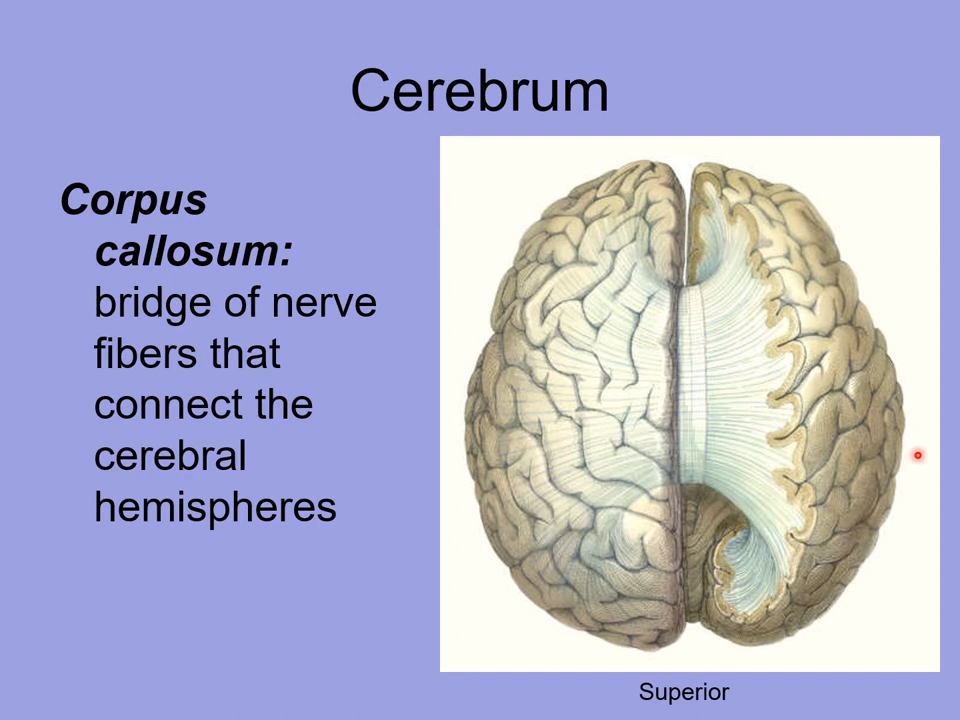 Cerebrum
Corpus
callosum:
bridge of nerve
fibers that
connect the
cerebral
hemispheres
Superior